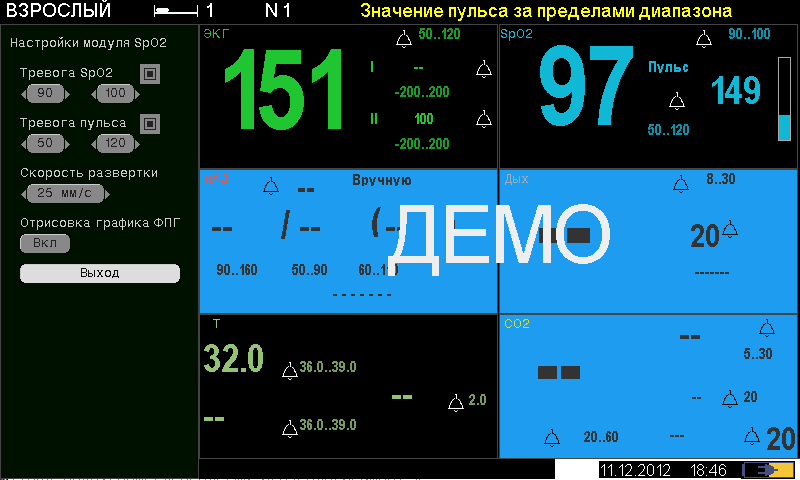 ВЗРОСЛЫЙ 1 N 1 Значение пульса за пределами диапазона
Настройки модуля SpO2
Тревога SpO2
90 100
Тревога пульса
50 120
Скорость развертки
25 мм/с
Отрисовка графика ФПГ
Вкл
Выход
ЭКГ 50..120
151
I --
-200..200
II 100
-200..200
SpO2 90..100
97
Пульс 149
50..120
НАД -- Вручную
-- / -- (--
90..160 50..90
-------
ДЕМО
Дых 8..30
-- 20
-------
T
32.0 36.0..39.0
-- 2.0
-- 36.0..39.0
CO2 --
5..30
--
-- 20
20..60 --- 20
11.12.2012 18:46